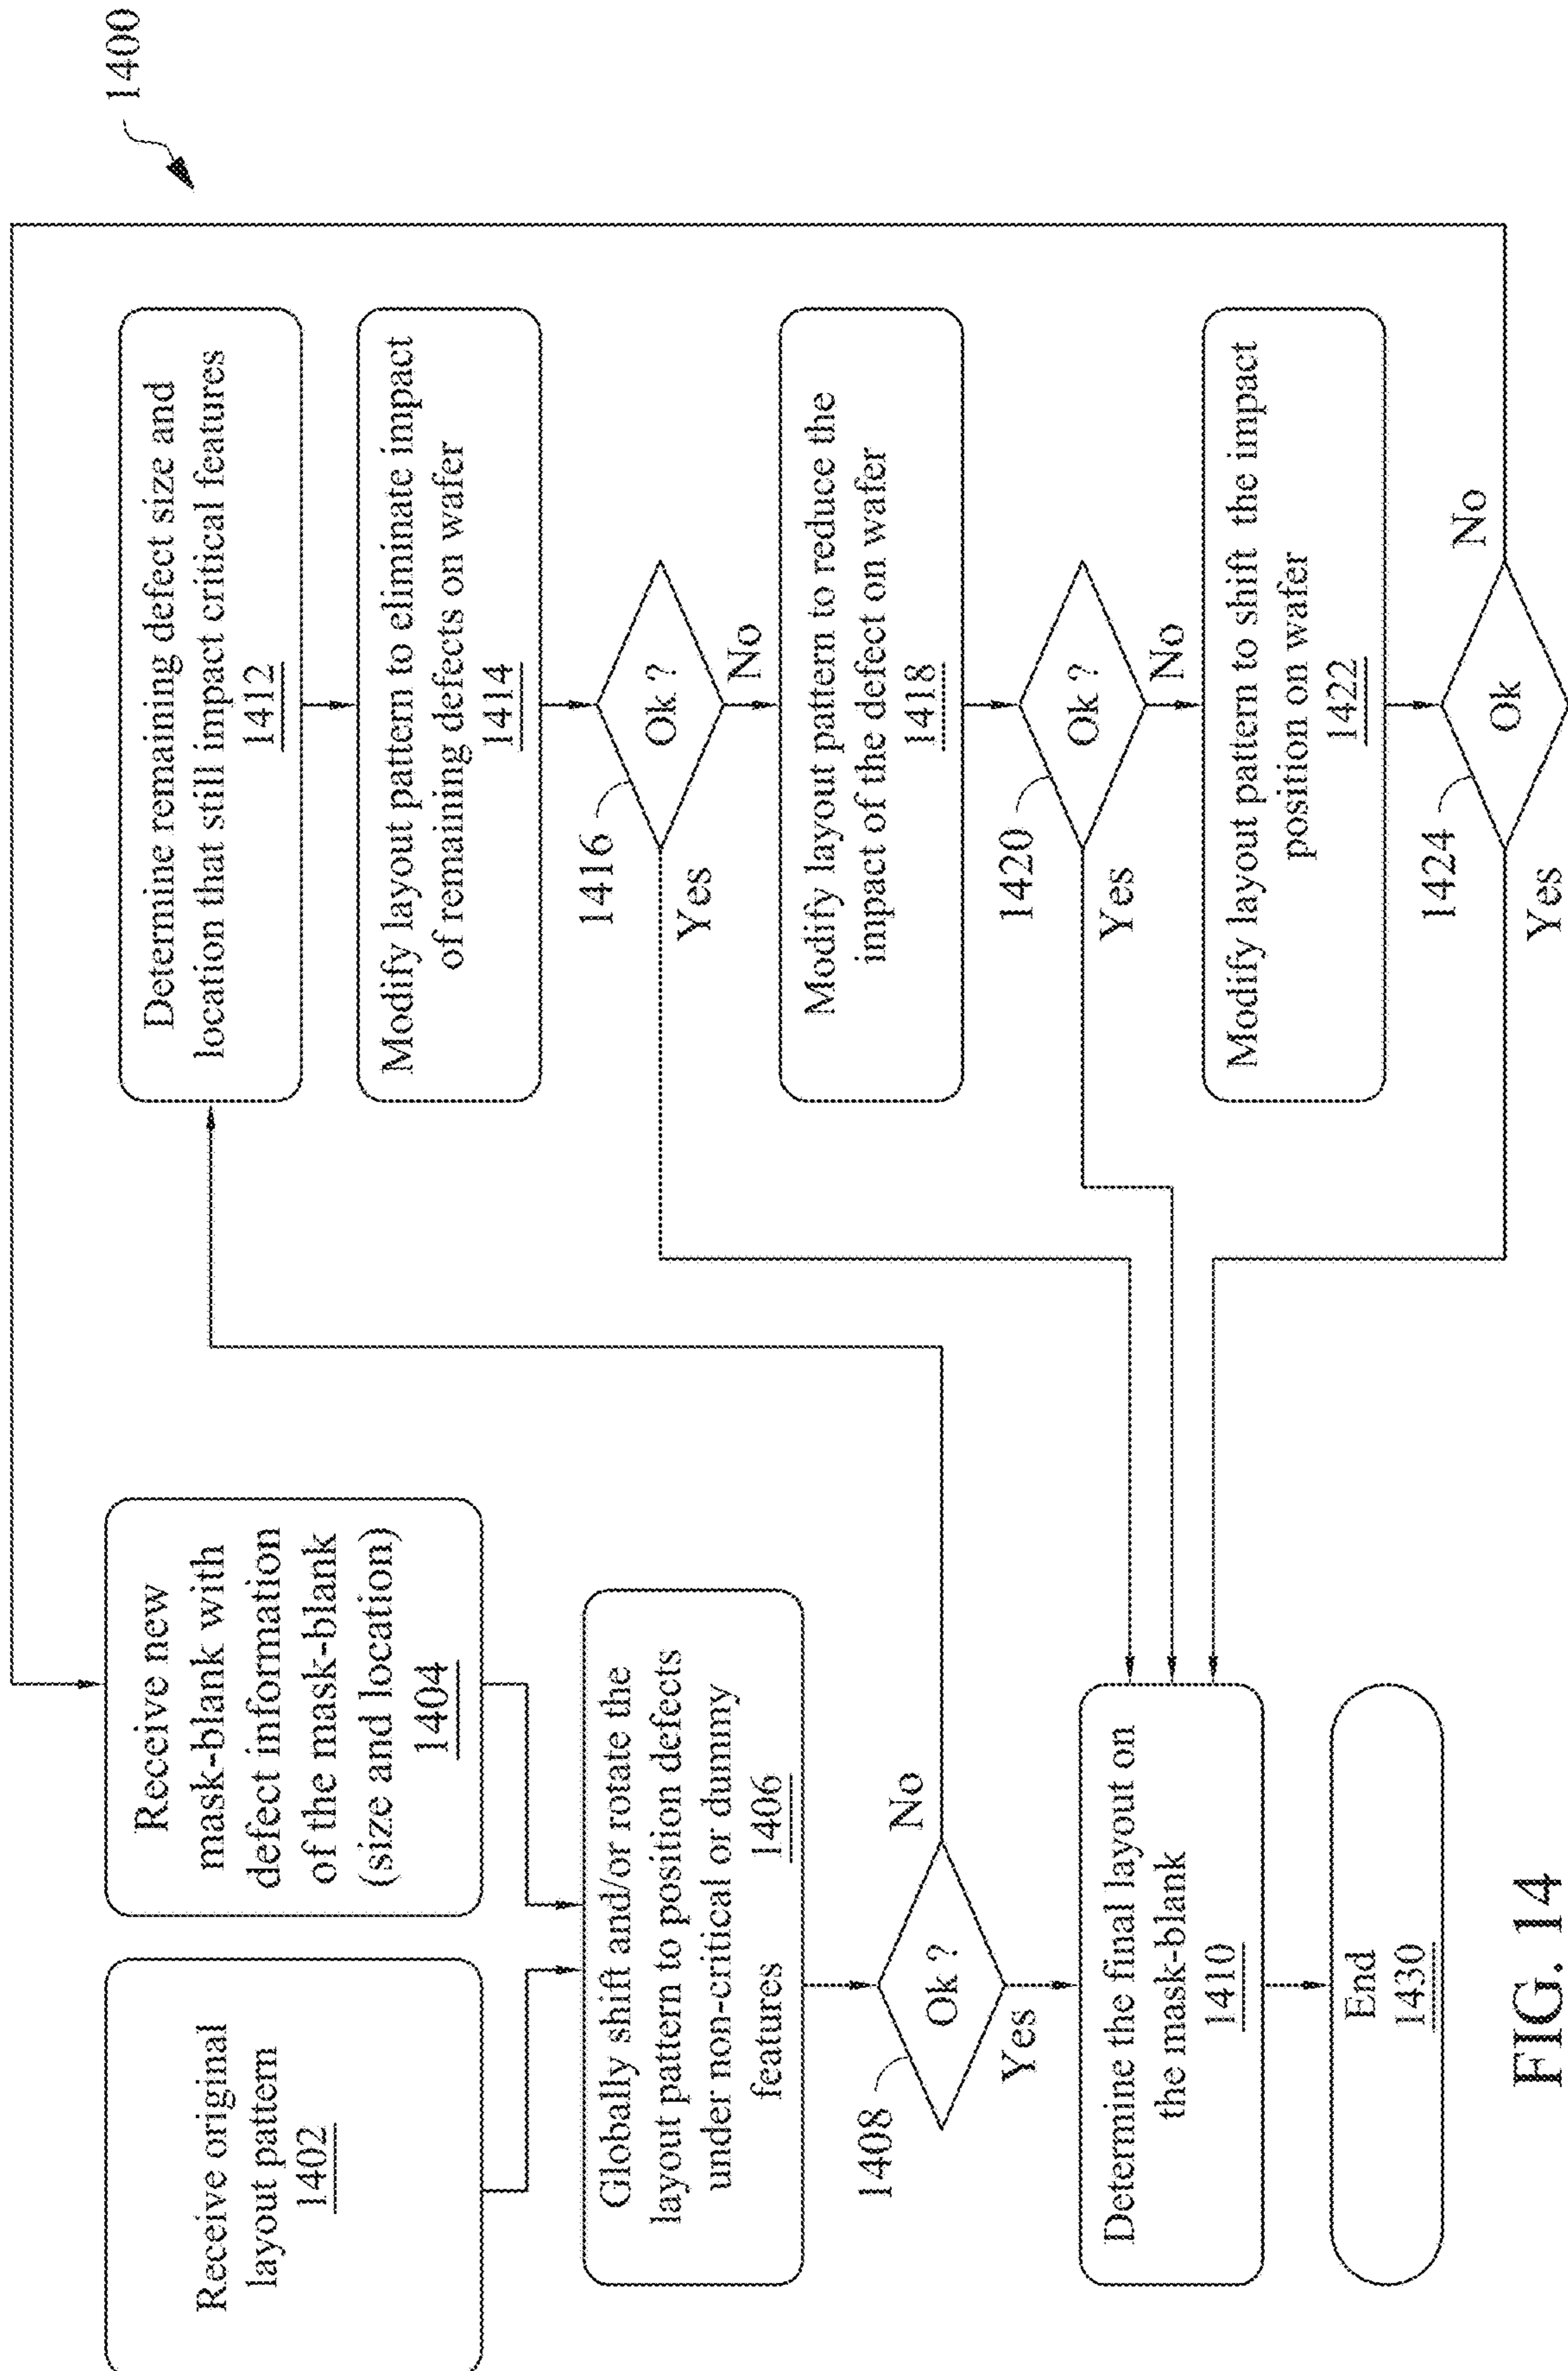 1400
Receive original
layout pattern
1402
Receive new
mask-blank with
defect information
of the mask-blank
(size and location)
1404
Globally shift and/or rotate the
layout pattern to position defects
under non-critical or dummy
features
1406
1408
Ok ?
No
Yes
Determine the final layout on
the mask-blank
1410
End
1430
Determine remaining defect size and
location that still impact critical features
1412
Modify layout pattern to eliminate impact
of remaining defects on wafer
1414
1416
Ok ?
Yes
No
Modify layout pattern to reduce the
impact of the defect on wafer
1418
1420
Ok ?
Yes
No
Modify layout pattern to shift the impact
position on wafer
1422
1424
Ok
Yes
No
FIG. 14